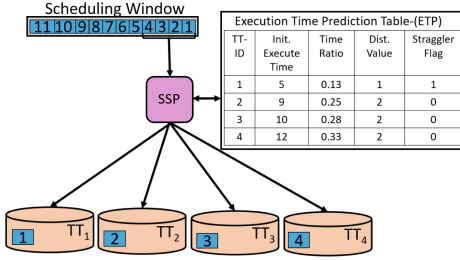 Scheduling Window
11 10 9 8 7 6 5 4 3 2 1
Execution Time Prediction Table-(ETP)
TT-ID Init. Execute Time Time Ratio Dist. Value Straggler Flag
1 5 0.13 1 1
2 9 0.25 2 0
3 10 0.28 2 0
4 12 0.33 2 0
SSP
1 TT1
2 TT2
3 TT3
4 TT4